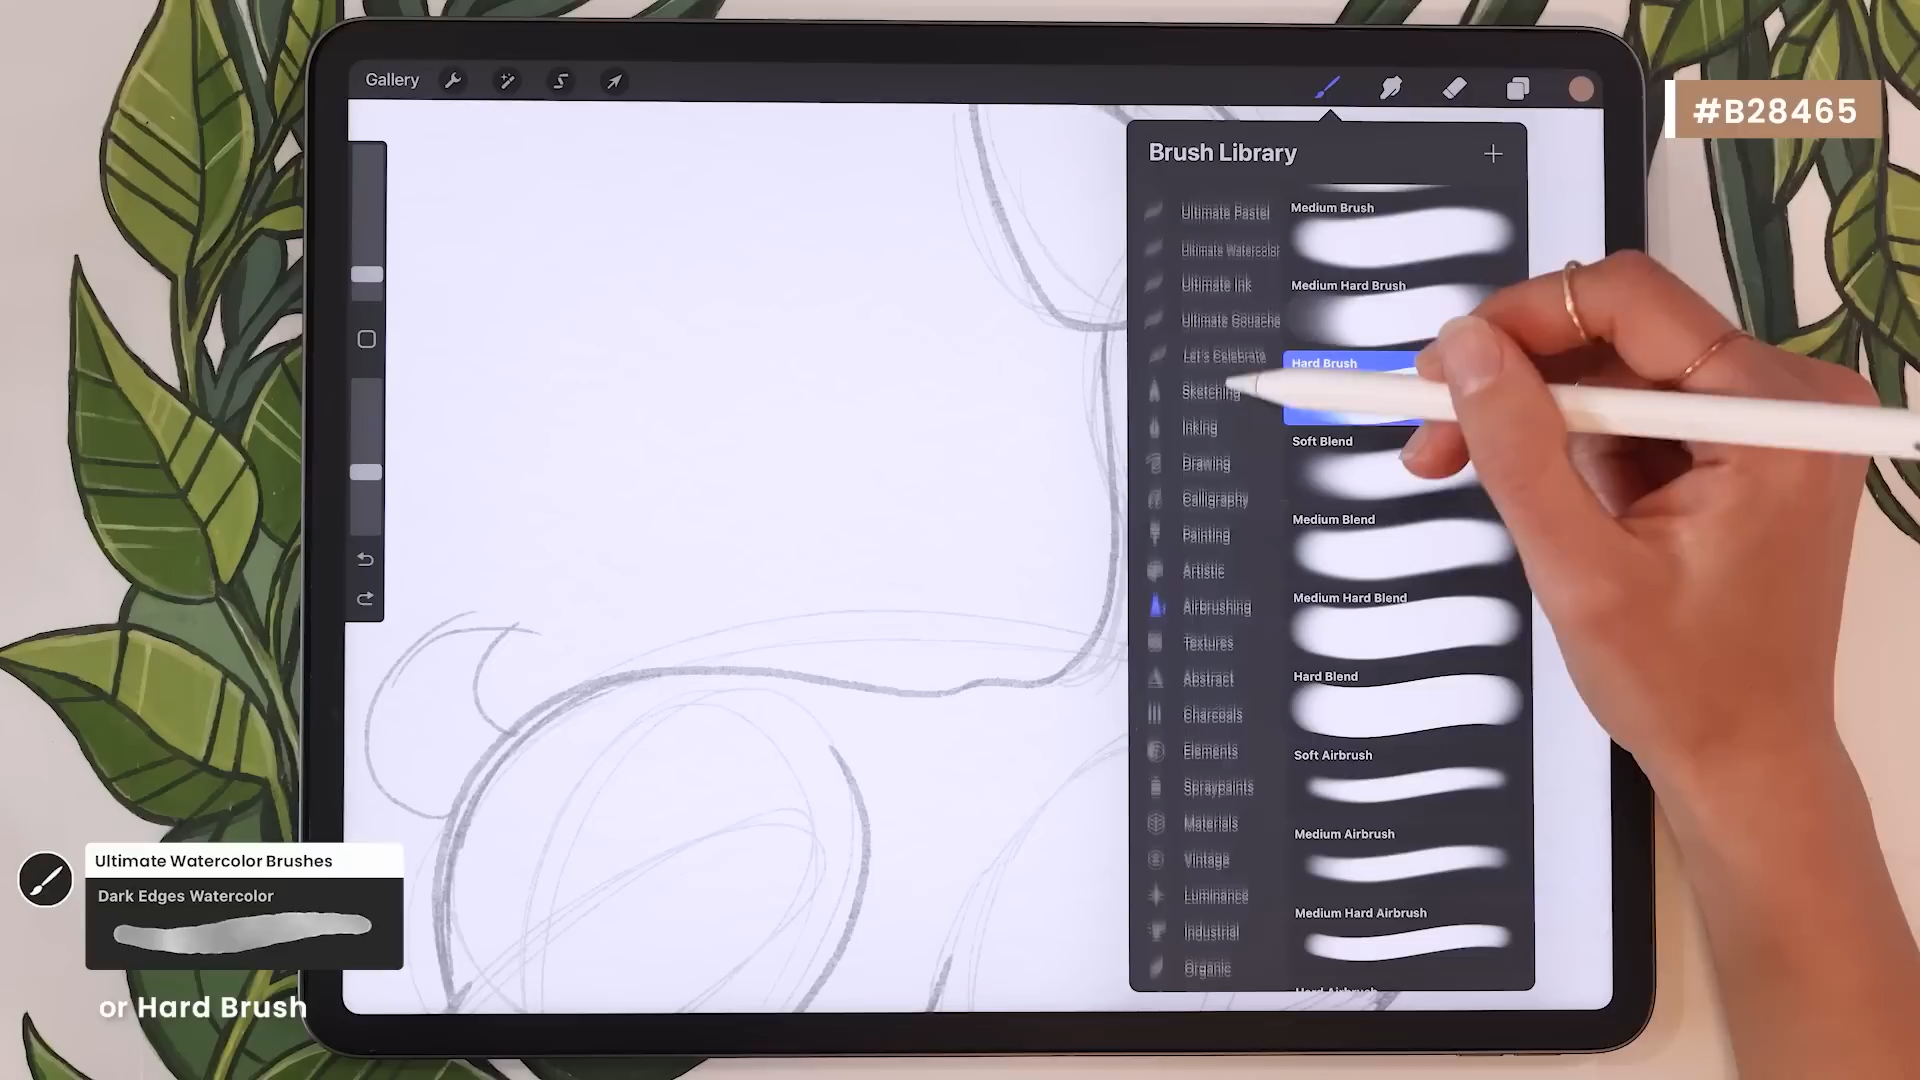 Gallery
#B28465
Brush Library
Ultimate Pastel
Ultimate Watercolor
Ultimate Ink
Ultimate Gouache
Let's Celebrate
Sketching
Inking
Drawing
Calligraphy
Painting
Artistic
Airbrushing
Textures
Abstract
Charcoals
Elements
Spraypaints
Materials
Vintage
Luminance
Industrial
Organic
Medium Brush
Medium Hard Brush
Hard Brush
Soft Blend
Medium Blend
Medium Hard Blend
Hard Blend
Soft Airbrush
Medium Airbrush
Medium Hard Airbrush
Hard Airbrush
Ultimate Watercolor Brushes
Dark Edges Watercolor
or Hard Brush